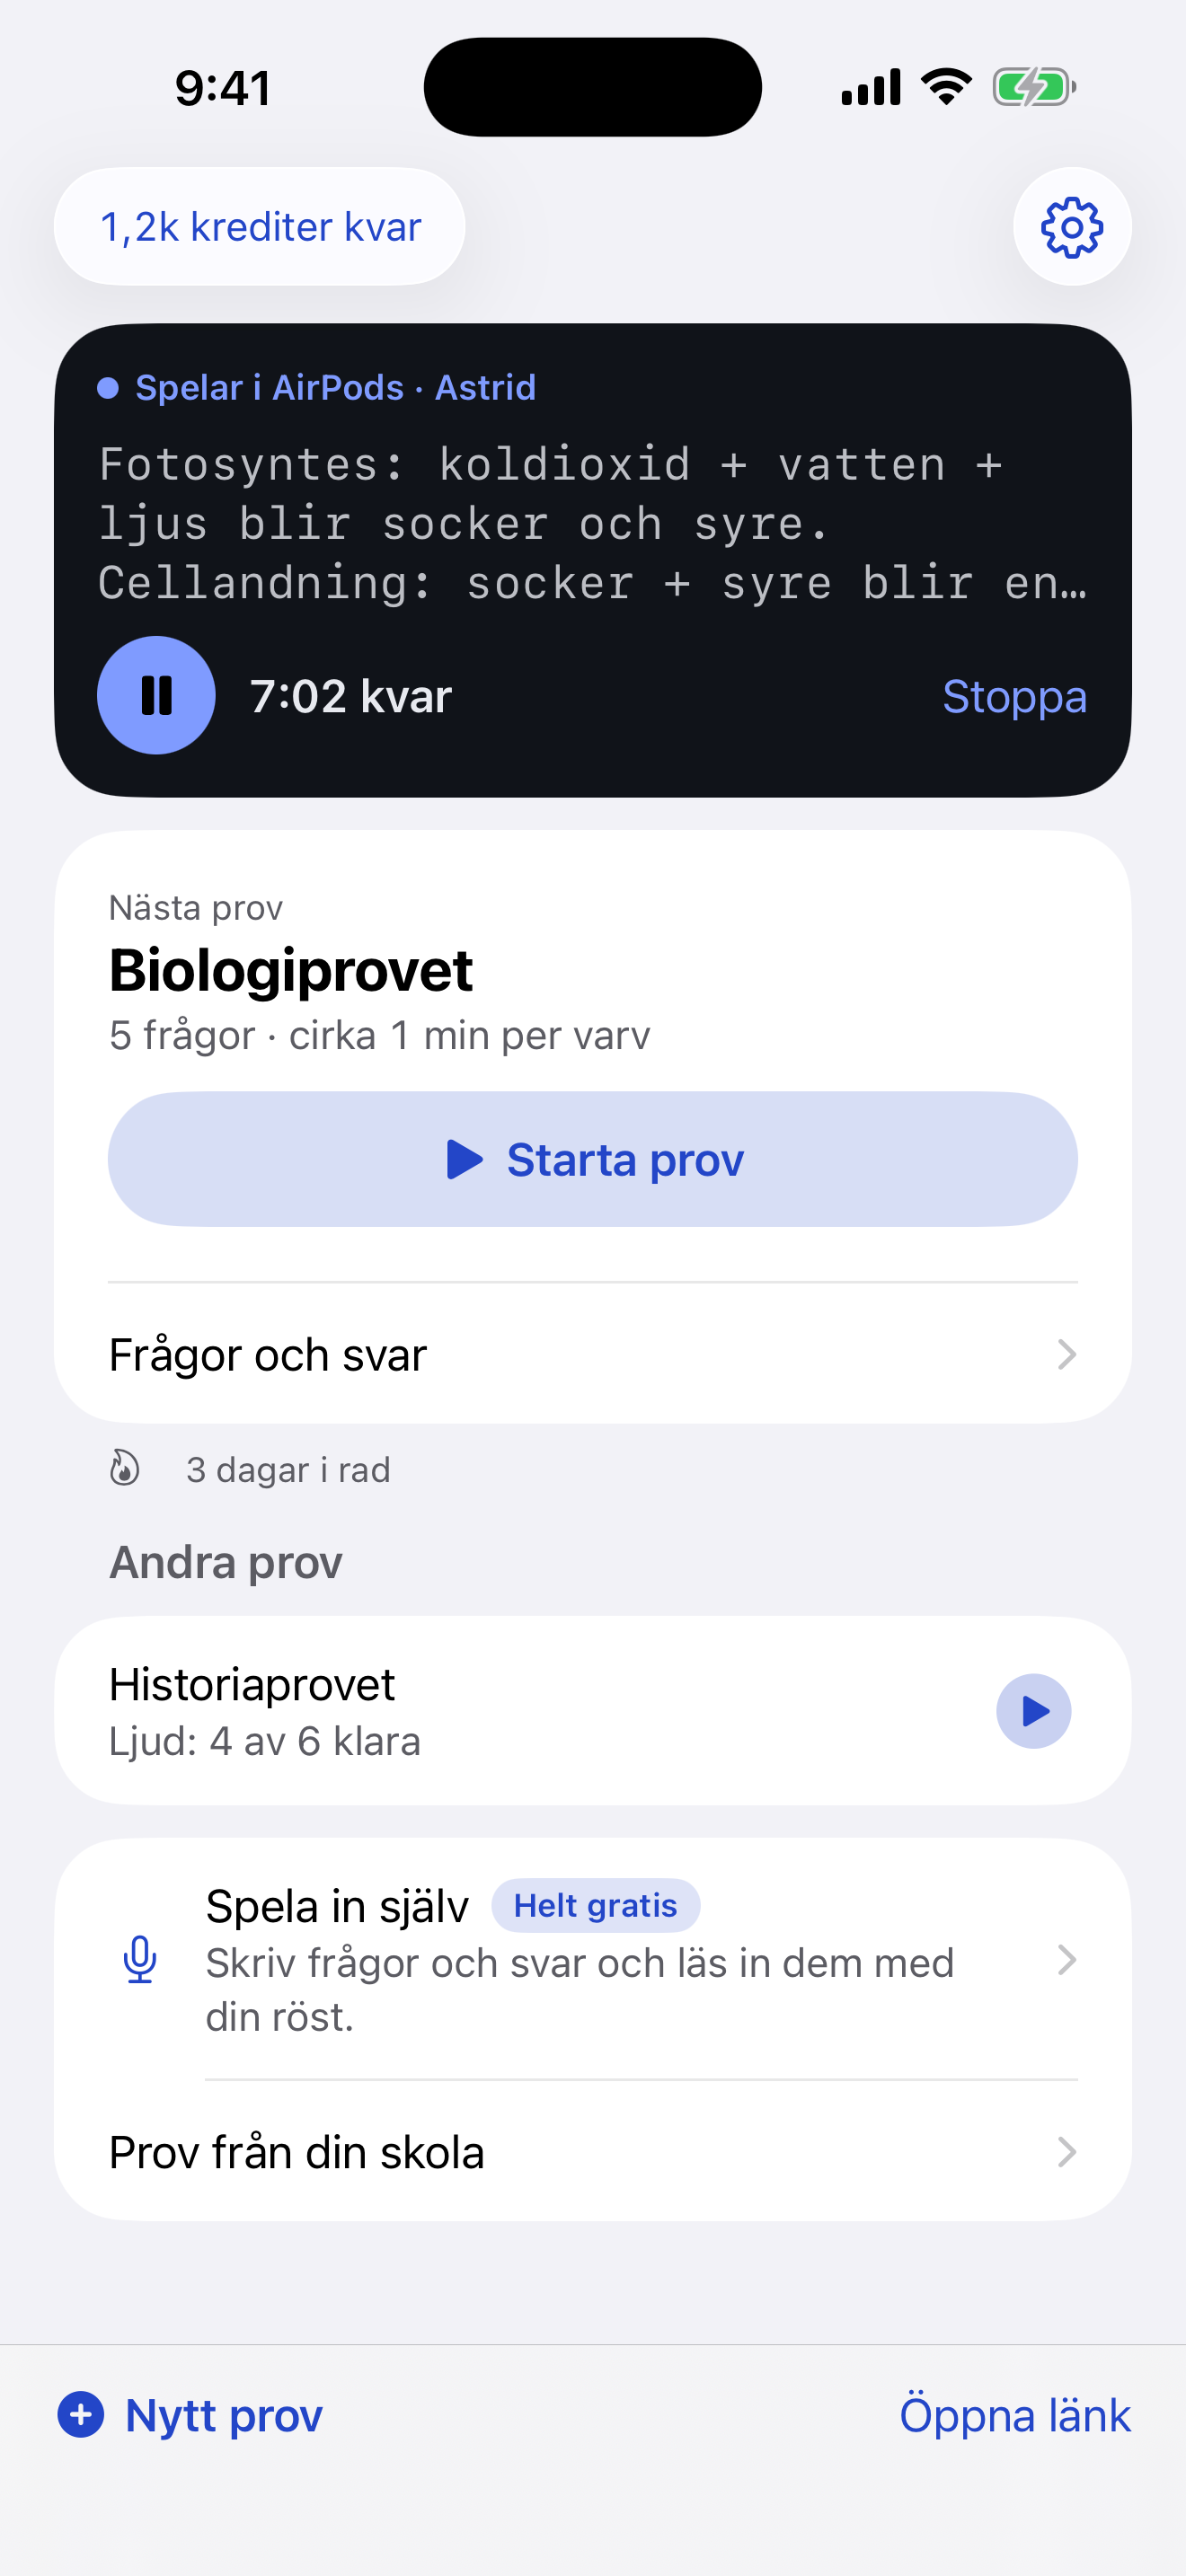 9:41
1,2k krediter kvar
Spelar i AirPods · Astrid
Fotosyntes: koldioxid + vatten +
ljus blir socker och syre.
Cellandning: socker + syre blir en…
7:02 kvar
Stoppa
Nästa prov
Biologiprovet
5 frågor · cirka 1 min per varv
Starta prov
Frågor och svar
3 dagar i rad
Andra prov
Historiaprovet
Ljud: 4 av 6 klara
Spela in själv
Helt gratis
Skriv frågor och svar och läs in dem med
din röst.
Prov från din skola
Nytt prov
Öppna länk